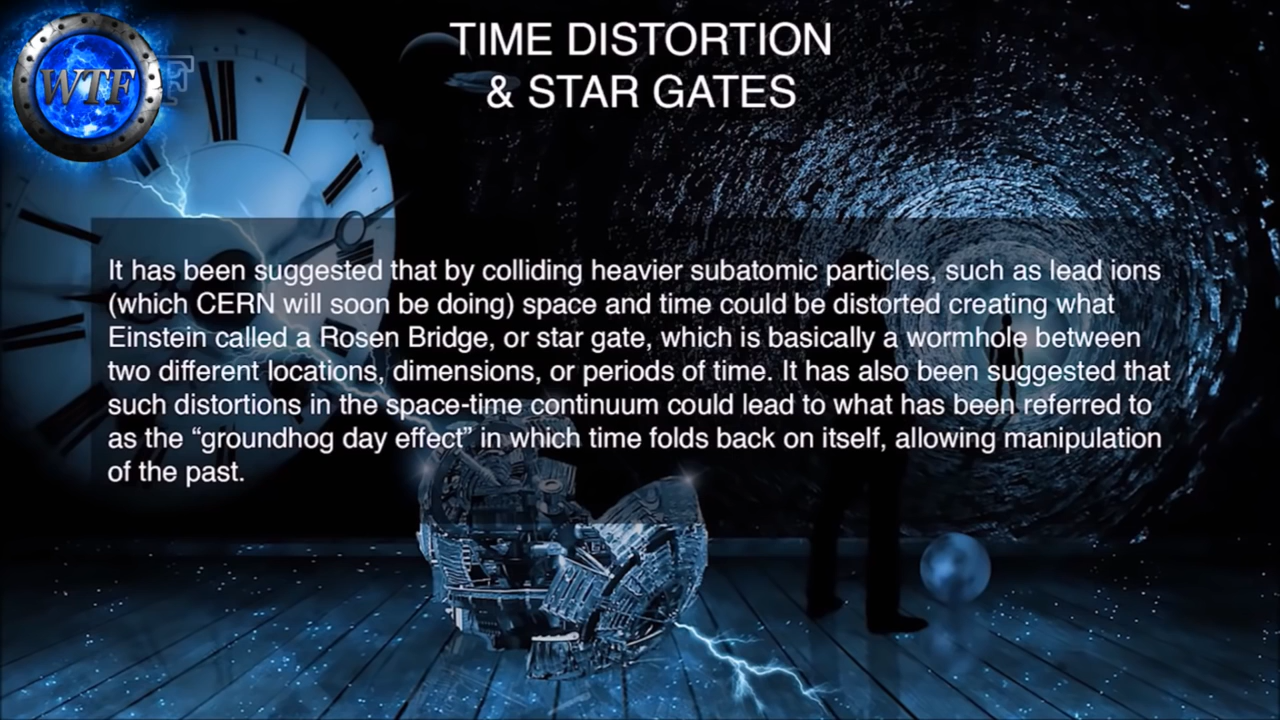 WTF
F
TIME DISTORTION
& STAR GATES
It has been suggested that by colliding heavier subatomic particles, such as lead ions
(which CERN will soon be doing) space and time could be distorted creating what
Einstein called a Rosen Bridge, or star gate, which is basically a wormhole between
two different locations, dimensions, or periods of time. It has also been suggested that
such distortions in the space-time continuum could lead to what has been referred to
as the “groundhog day effect” in which time folds back on itself, allowing manipulation
of the past.